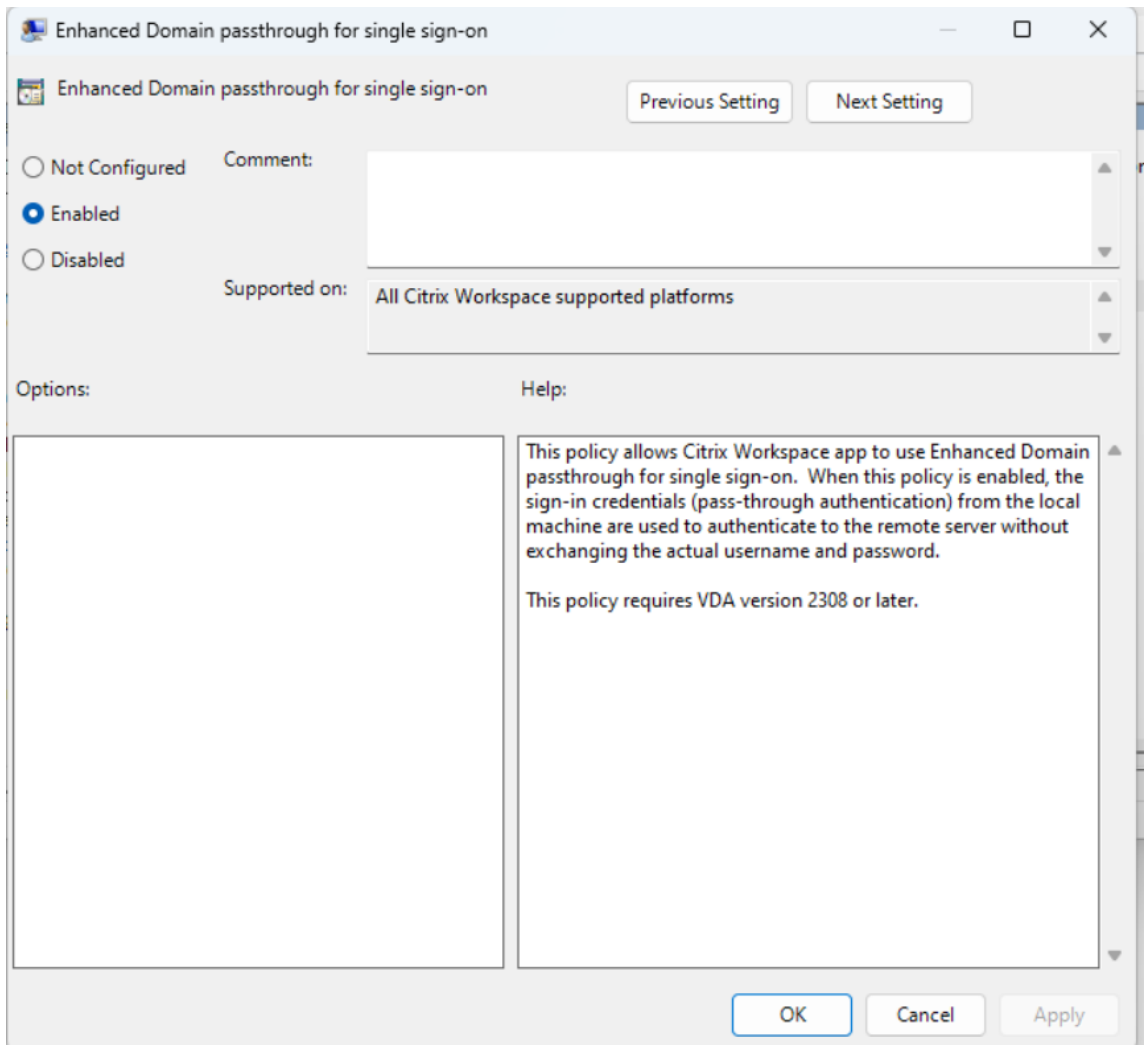 Enhanced Domain passthrough for single sign-on
Enhanced Domain passthrough for single sign-on
Previous Setting
Next Setting
Not Configured
Comment:
Enabled
Disabled
Supported on:
All Citrix Workspace supported platforms
Options:
Help:
This policy allows Citrix Workspace app to use Enhanced Domain
passthrough for single sign-on.  When this policy is enabled, the
sign-in credentials (pass-through authentication) from the local
machine are used to authenticate to the remote server without
exchanging the actual username and password.
This policy requires VDA version 2308 or later.
OK
Cancel
Apply